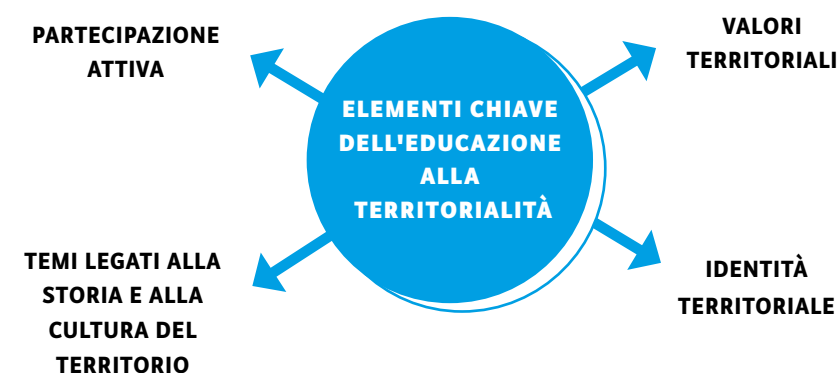 PARTECIPAZIONE
ATTIVA
VALORI
TERRITORIALI
ELEMENTI CHIAVE
DELL'EDUCAZIONE
ALLA
TERRITORIALITÀ
TEMI LEGATI ALLA
STORIA E ALLA
CULTURA DEL
TERRITORIO
IDENTITÀ
TERRITORIALE